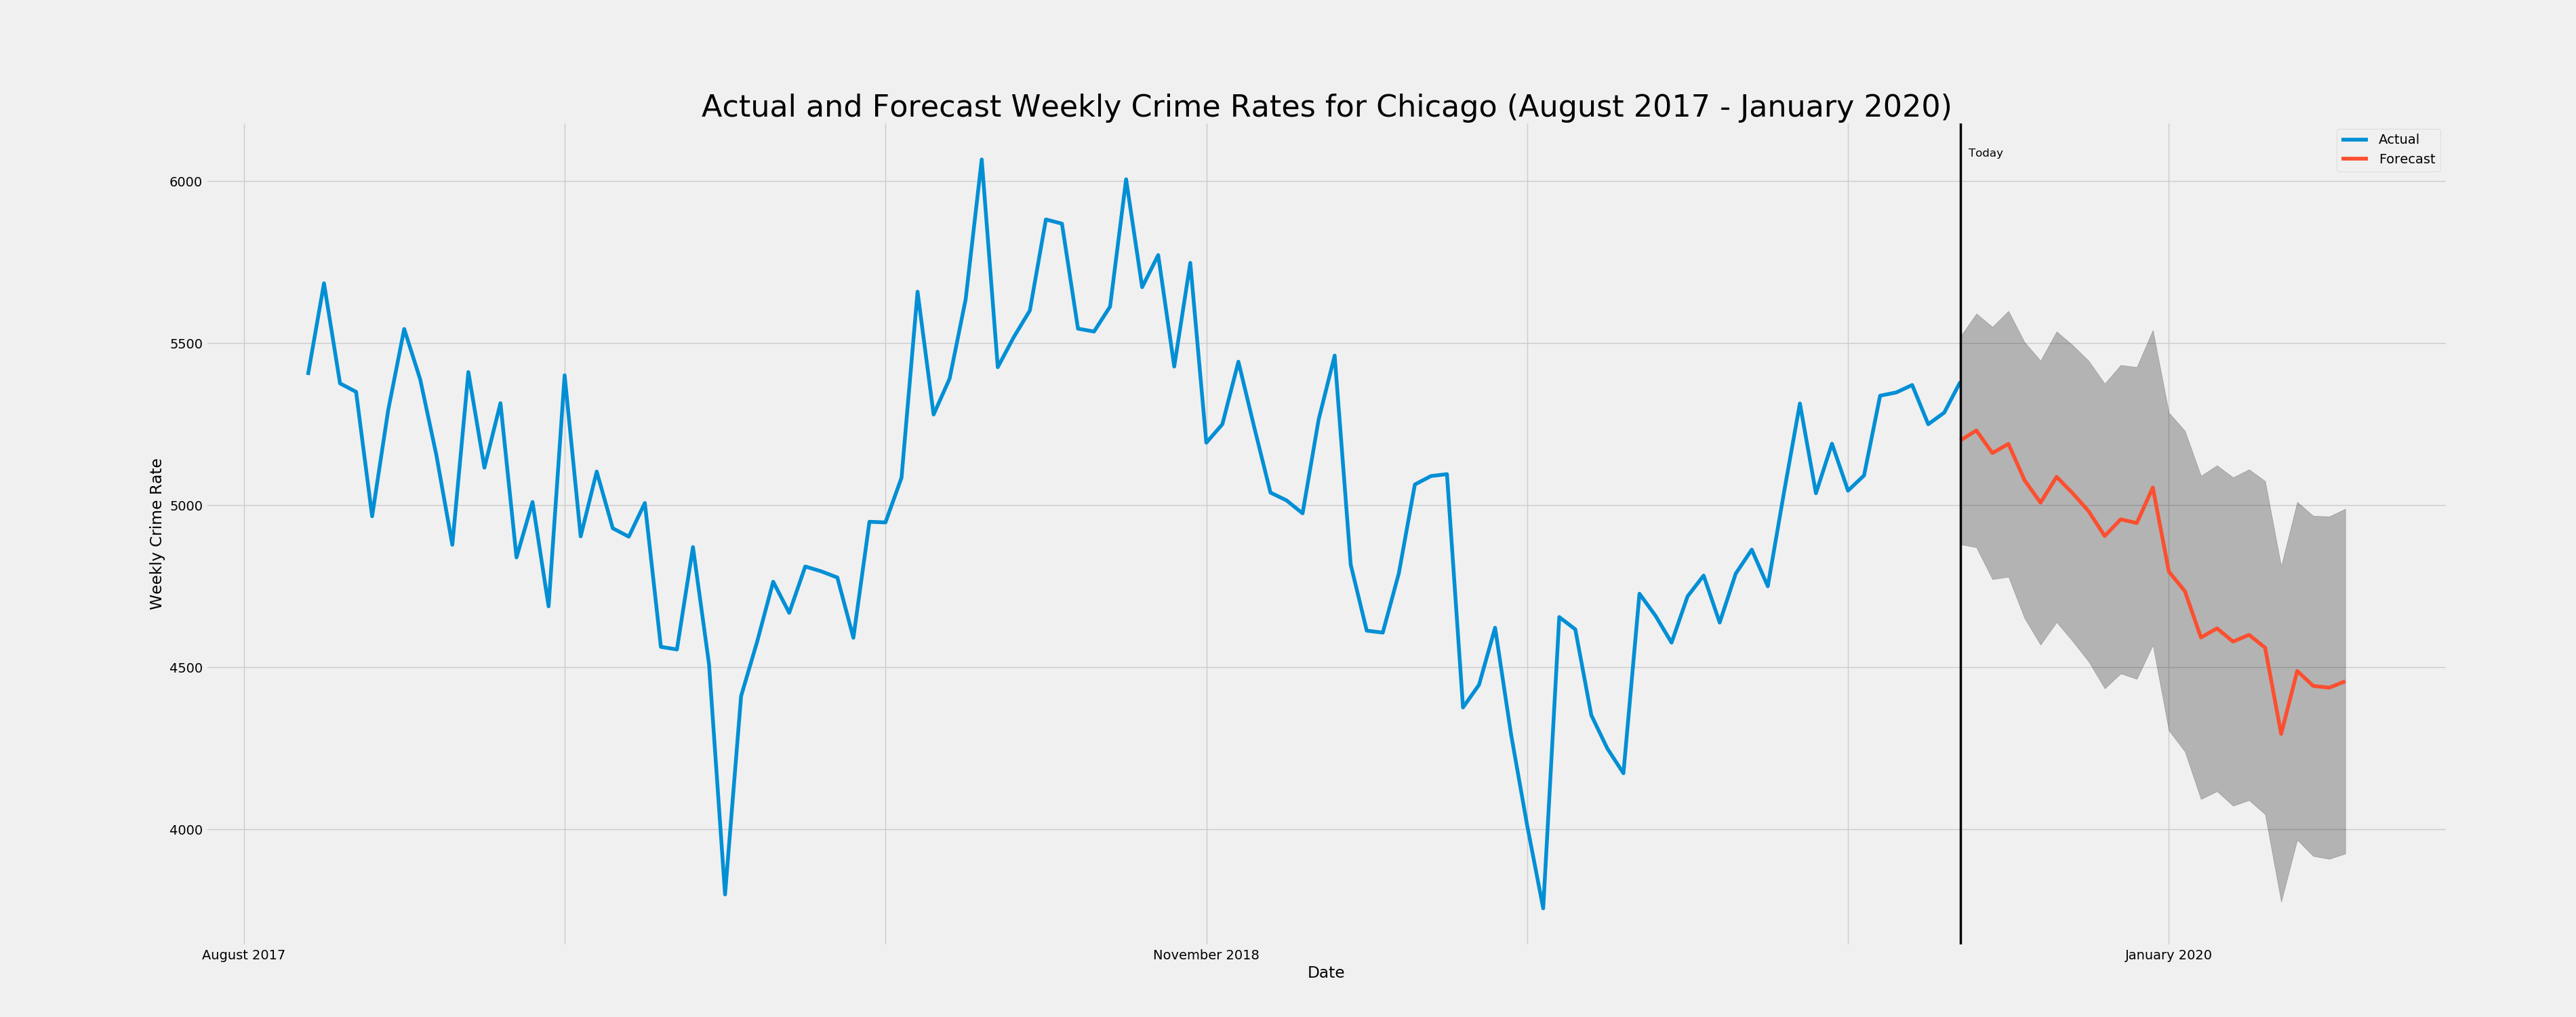 Actual and Forecast Weekly Crime Rates for Chicago (August 2017 - January 2020)
Today
Actual
Forecast
6000
5500
5000
4500
4000
Weekly Crime Rate
August 2017
November 2018
January 2020
Date